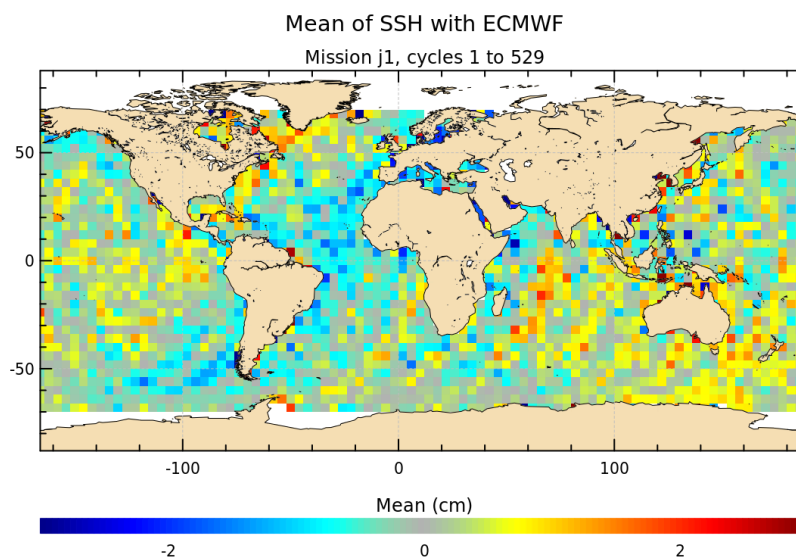 Mean of SSH with ECMWF
Mission j1, cycles 1 to 529
50
0
-50
-100 0 100
Mean (cm)
-2 0 2